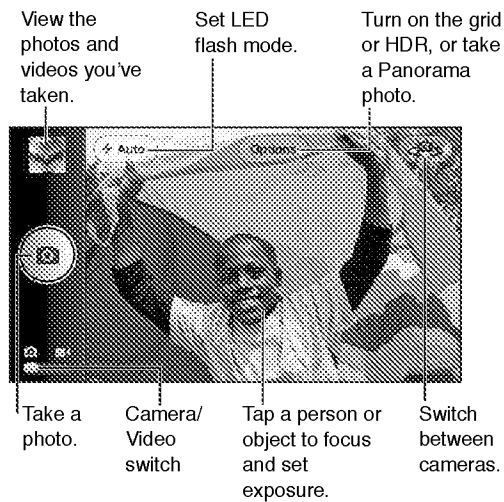 View the
photos and
videos you've
taken.
Set LED
flash mode.
Turn on the grid
or HDR, or take
a Panorama
photo.
Auto
Options
Take a
photo.
Camera/
Video
switch
Tap a person or
object to focus
and set
exposure.
Switch
between
cameras.